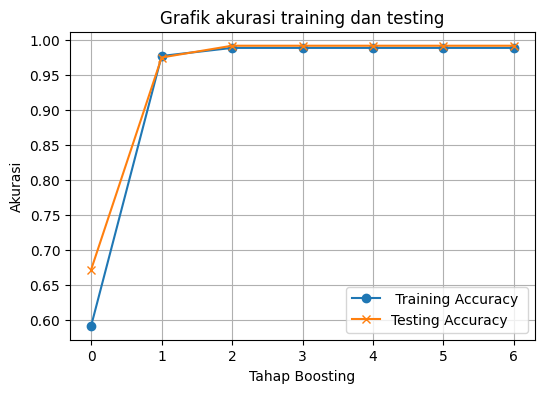 Grafik akurasi training dan testing
1.00
0.95
0.90
0.85
0.80
0.75
0.70
0.65
0.60
Akurasi
Training Accuracy
Testing Accuracy
0 1 2 3 4 5 6
Tahap Boosting